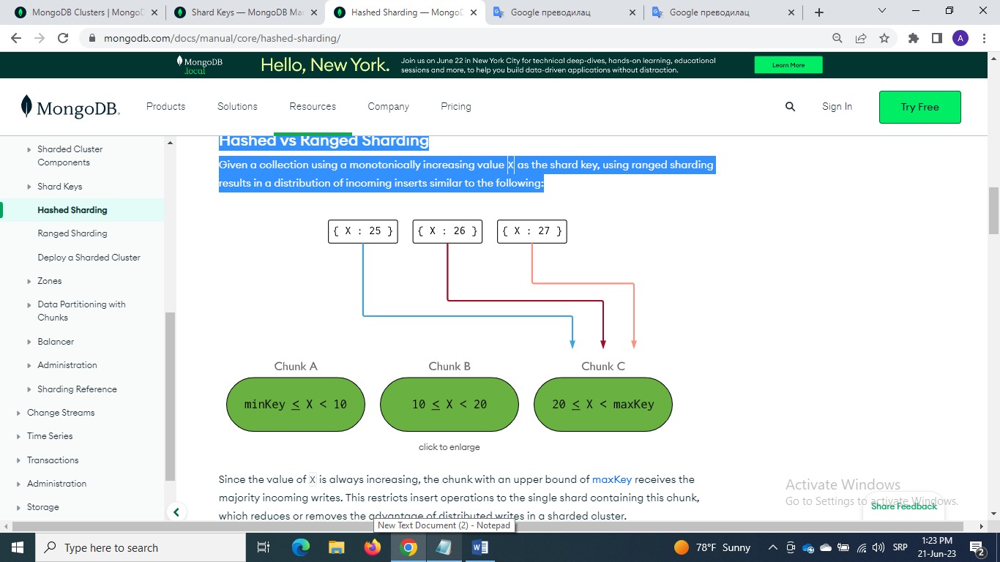 MongoDB Clusters | Mongo
Shard Keys — MongoDB Ma
Hashed Sharding — Mongo
Google преводилац
Google преводилац
mongodb.com/docs/manual/core/hashed-sharding/
A
MongoDB
.local
Hello, New York.
Join us on June 22 in New York City for technical deep-dives, hands-on learning, educational
sessions and more, to help you build data-driven applications without distraction.
Learn More
MongoDB.
Products
Solutions
Resources
Company
Pricing
Sign In
Try Free
Sharded Cluster
Components
Shard Keys
Hashed Sharding
Ranged Sharding
Deploy a Sharded Cluster
Zones
Data Partitioning with
Chunks
Balancer
Administration
Sharding Reference
Change Streams
Time Series
Transactions
Administration
Storage
Hashed vs Ranged Sharding
Given a collection using a monotonically increasing value X as the shard key, using ranged sharding
results in a distribution of incoming inserts similar to the following:
{ X : 25 }
{ X : 26 }
{ X : 27 }
Chunk A
Chunk B
Chunk C
minKey ≤ X < 10
10 ≤ X < 20
20 ≤ X < maxKey
click to enlarge
Since the value of X is always increasing, the chunk with an upper bound of maxKey receives the
majority incoming writes. This restricts insert operations to the single shard containing this chunk,
which reduces or removes the advantage of distributed writes in a sharded cluster.
Activate Windows
Go to Settings to activate Windows.
Share Feedback
New Text Document (2) - Notepad
Type here to search
78°F Sunny
SRP
1:23 PM
21-Jun-23
2